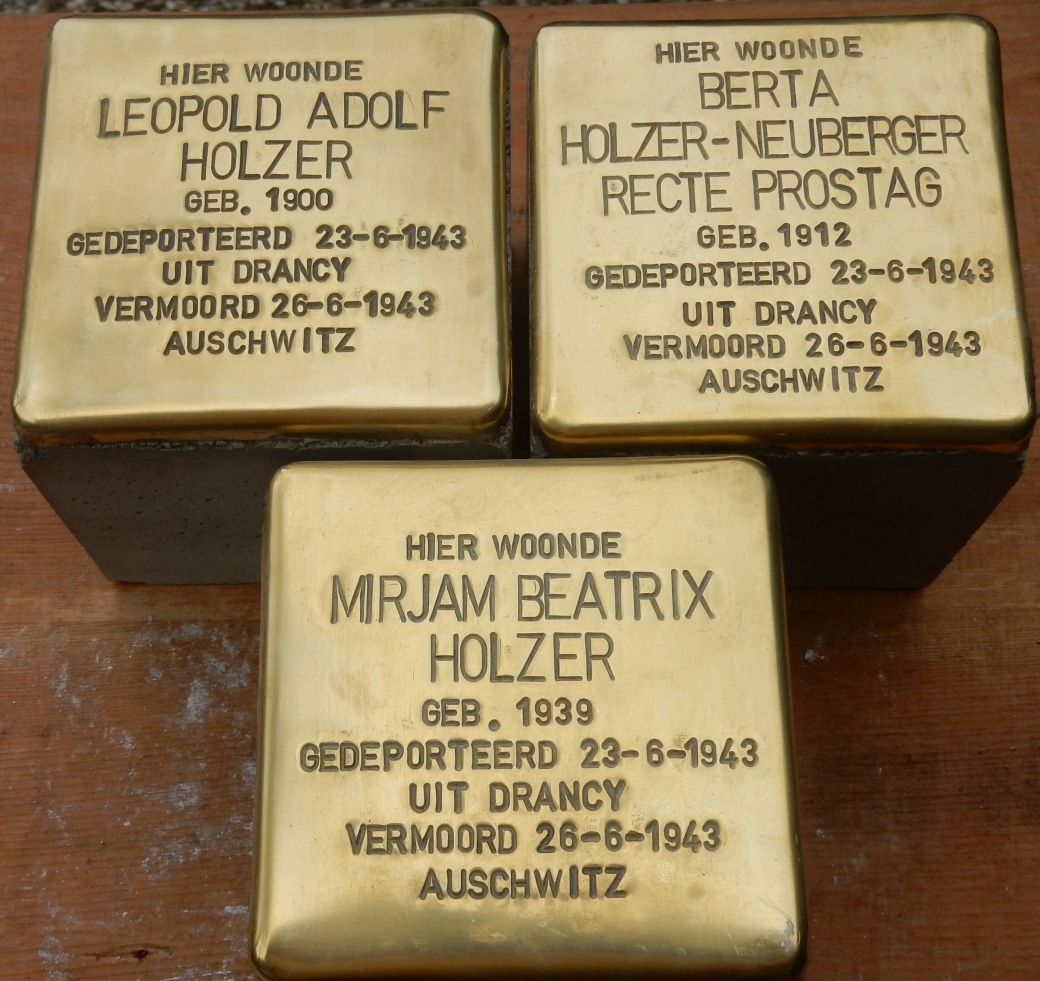 HIER WOONDE
LEOPOLD ADOLF
HOLZER
GEB. 1900
GEDEPORTEERD 23-6-1943
UIT DRANCY
VERMOORD 26-6-1943
AUSCHWITZ
HIER WOONDE
BERTA
HOLZER-NEUBERGER
RECTE PROSTAG
GEB. 1912
GEDEPORTEERD 23-6-1943
UIT DRANCY
VERMOORD 26-6-1943
AUSCHWITZ
HIER WOONDE
MIRJAM BEATRIX
HOLZER
GEB. 1939
GEDEPORTEERD 23-6-1943
UIT DRANCY
VERMOORD 26-6-1943
AUSCHWITZ